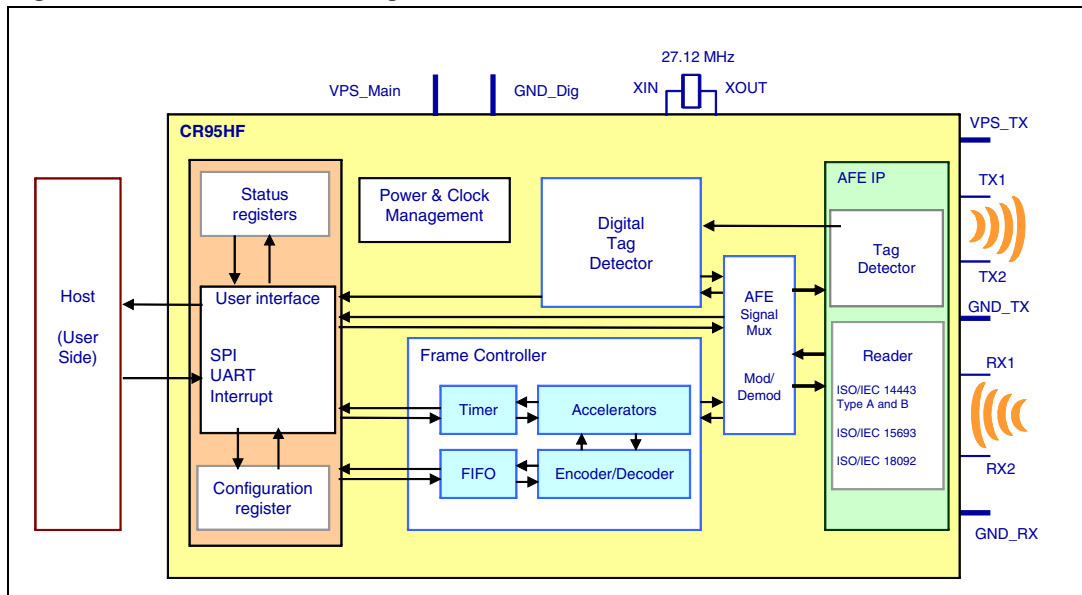 27.12 MHz
VPS_Main
GND_Dig
XIN
XOUT
CR95HF
VPS_TX
Status
registers
Power & Clock
Management
Digital
Tag
Detector
AFE IP
TX1
Tag
Detector
TX2
Host
(User
Side)
User interface
SPI
UART
Interrupt
AFE
Signal
Mux
Mod/
Demod
GND_TX
Frame Controller
Timer
Accelerators
FIFO
Encoder/Decoder
Reader
ISO/IEC 14443
Type A and B
ISO/IEC 15693
ISO/IEC 18092
RX1
RX2
Configuration
register
GND_RX